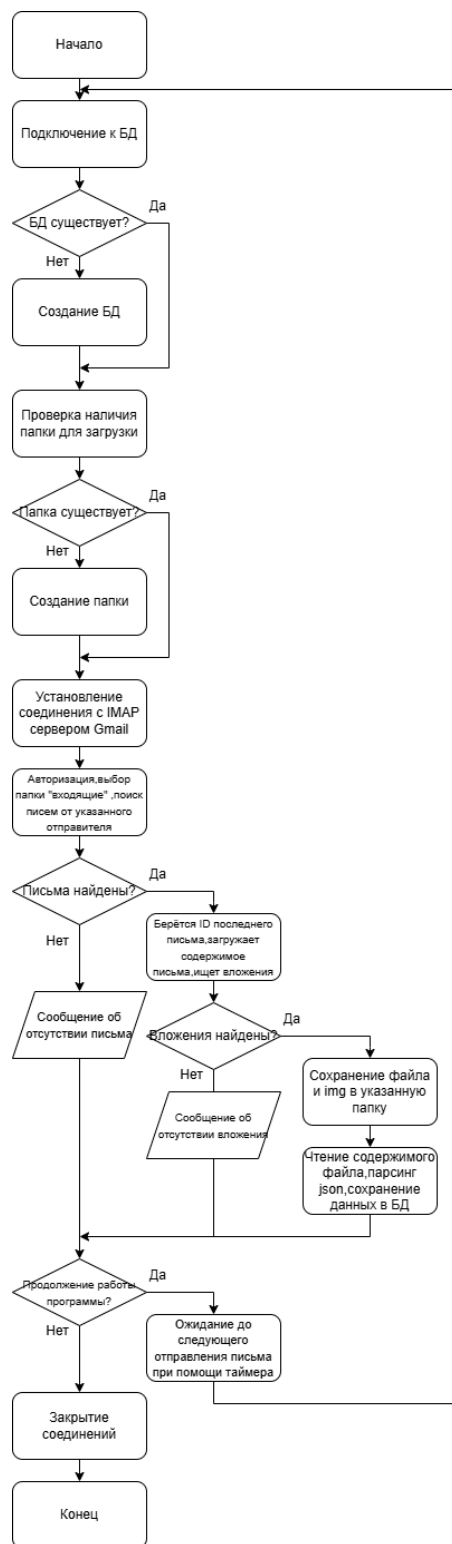 Начало
Подключение к БД
БД существует?
Да
Нет
Создание БД
Проверка наличия
папки для загрузки
Папка существует?
Да
Нет
Создание папки
Установление
соединения с IMAP
сервером Gmail
Авторизация,выбор
папки "входящие" ,поиск
писем от указанного
отправителя
Письма найдены?
Да
Нет
Берётся ID последнего
письма,загружает
содержимое
письма,ищет вложения
Сообщение об
отсутствии письма
Вложения найдены?
Да
Нет
Сохранение файла
и img в указанную
папку
Сообщение об
отсутствии вложения
Чтение содержимого
файла,парсинг
json,сохранение
данных в БД
Продолжение работы
программы?
Да
Нет
Ожидание до
следующего
отправления письма
при помощи таймера
Закрытие
соединений
Конец